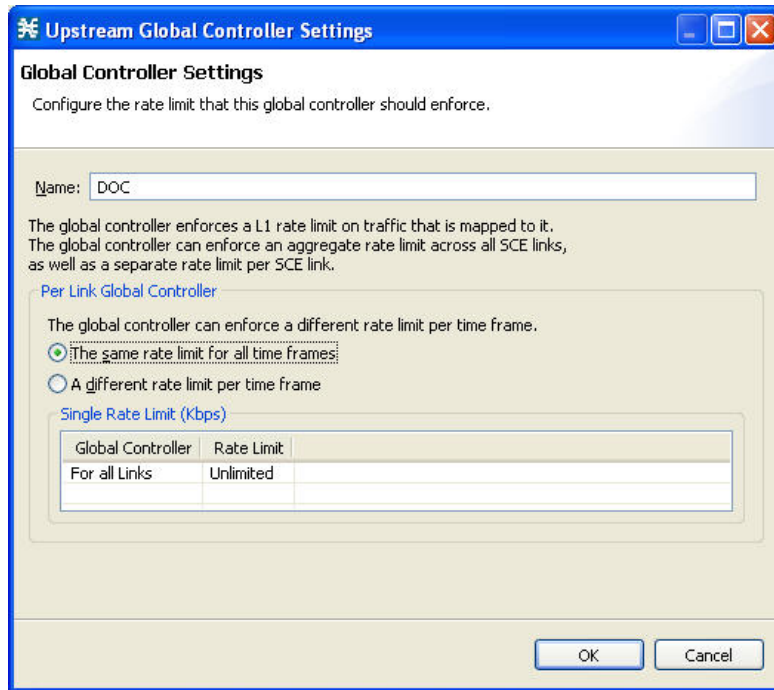 Upstream Global Controller Settings
Global Controller Settings
Configure the rate limit that this global controller should enforce.
Name: DOC
The global controller enforces a L1 rate limit on traffic that is mapped to it.
The global controller can enforce an aggregate rate limit across all SCE links,
as well as a separate rate limit per SCE link.
Per Link Global Controller
The global controller can enforce a different rate limit per time frame.
The same rate limit for all time frames
A different rate limit per time frame
Single Rate Limit (Kbps)
Global Controller Rate Limit
For all Links Unlimited
OK Cancel